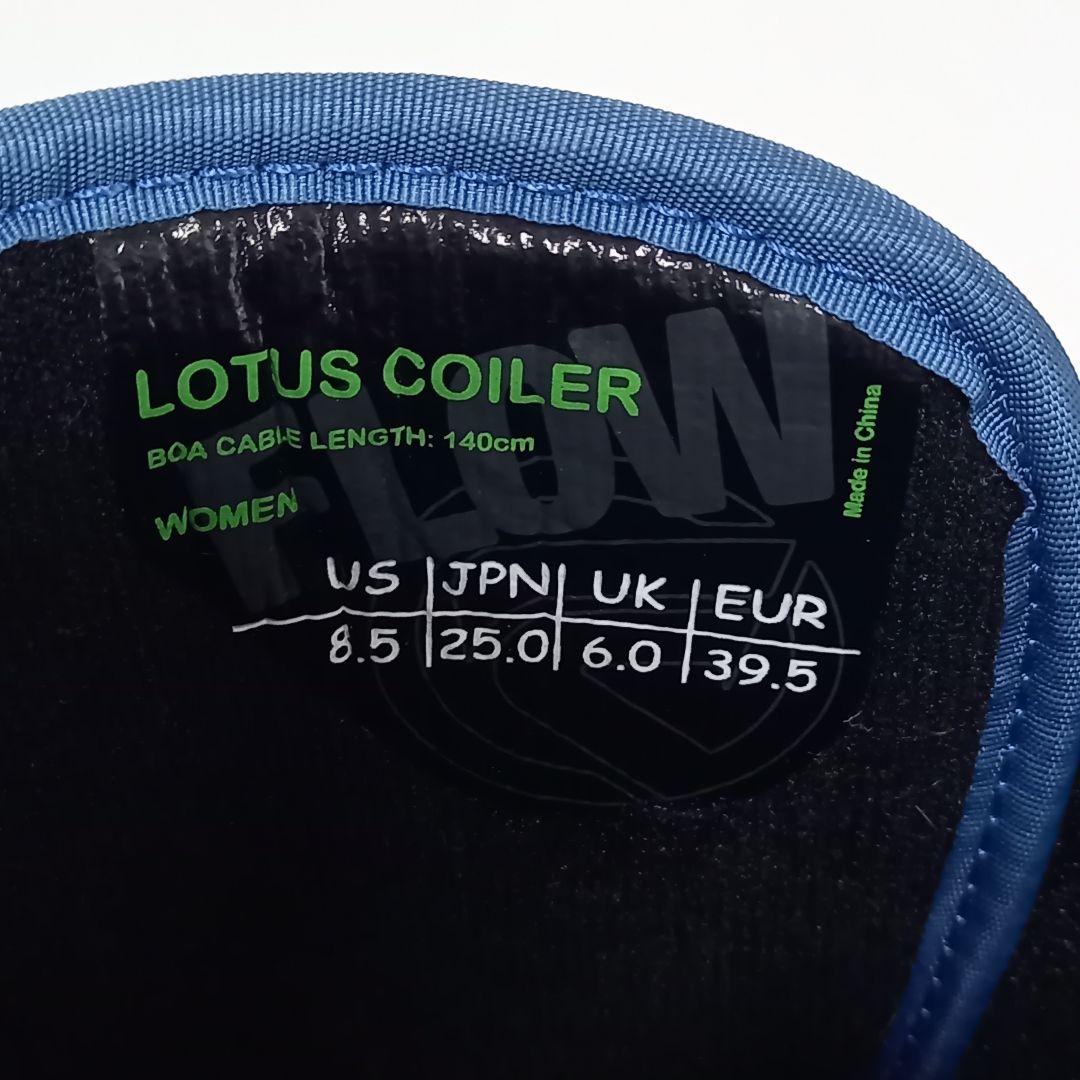 FLOW
LOTUS COILER
BOA CABLE LENGTH: 140cm
WOMEN
Made in China
US JPN UK EUR
8.5 25.0 6.0 39.5